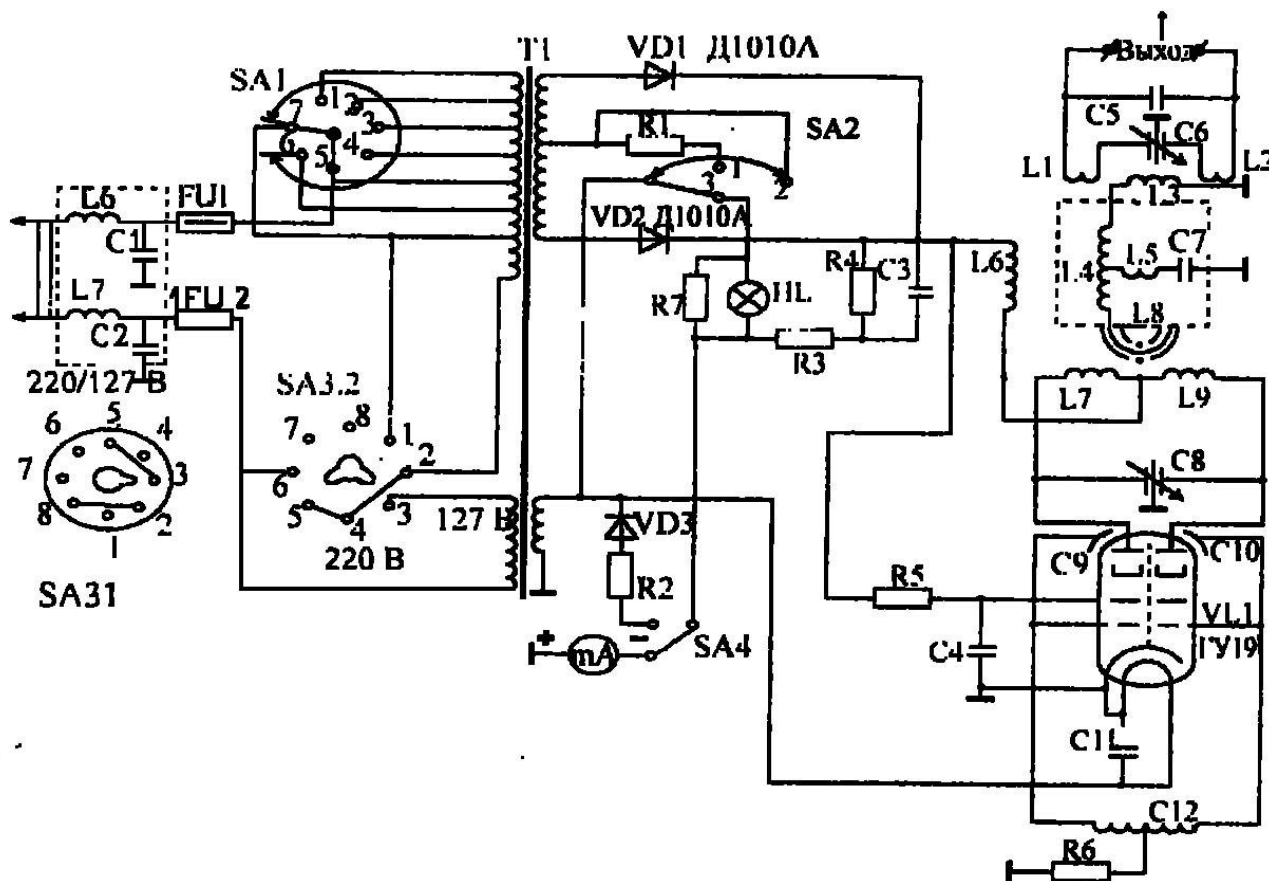 Выход
T1
VD1 Д1010А
SA1
1
2
3
4
5
6
7
C5
C6
R1
SA2
1
2
3
L1
L2
L3
L6
FU1
C1
VD2 Д1010А
L6
R4
C3
L4
L5
C7
L7
FU 2
R7
HL
L8
C2
R3
220/127 В
SA3.2
L7
L9
8
7
1
2
6
5
4
3
127 В
220 В
5
6
4
7
3
8
2
1
SA31
C8
VD3
R2
C9
C10
R5
VL1
ГУ19
+
−
mA
SA4
C4
C11
C12
R6